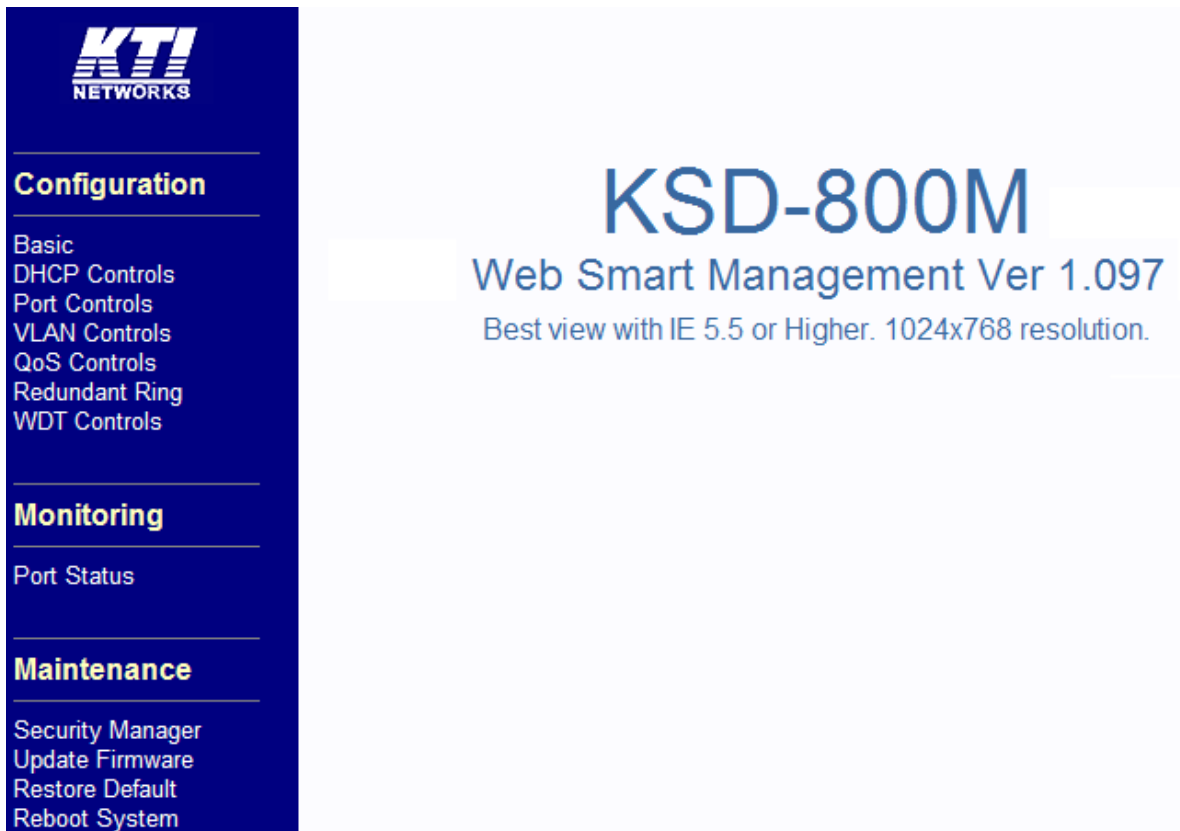 KTI
NETWORKS
Configuration
Basic
DHCP Controls
Port Controls
VLAN Controls
QoS Controls
Redundant Ring
WDT Controls
Monitoring
Port Status
Maintenance
Security Manager
Update Firmware
Restore Default
Reboot System
KSD-800M
Web Smart Management Ver 1.097
Best view with IE 5.5 or Higher. 1024x768 resolution.